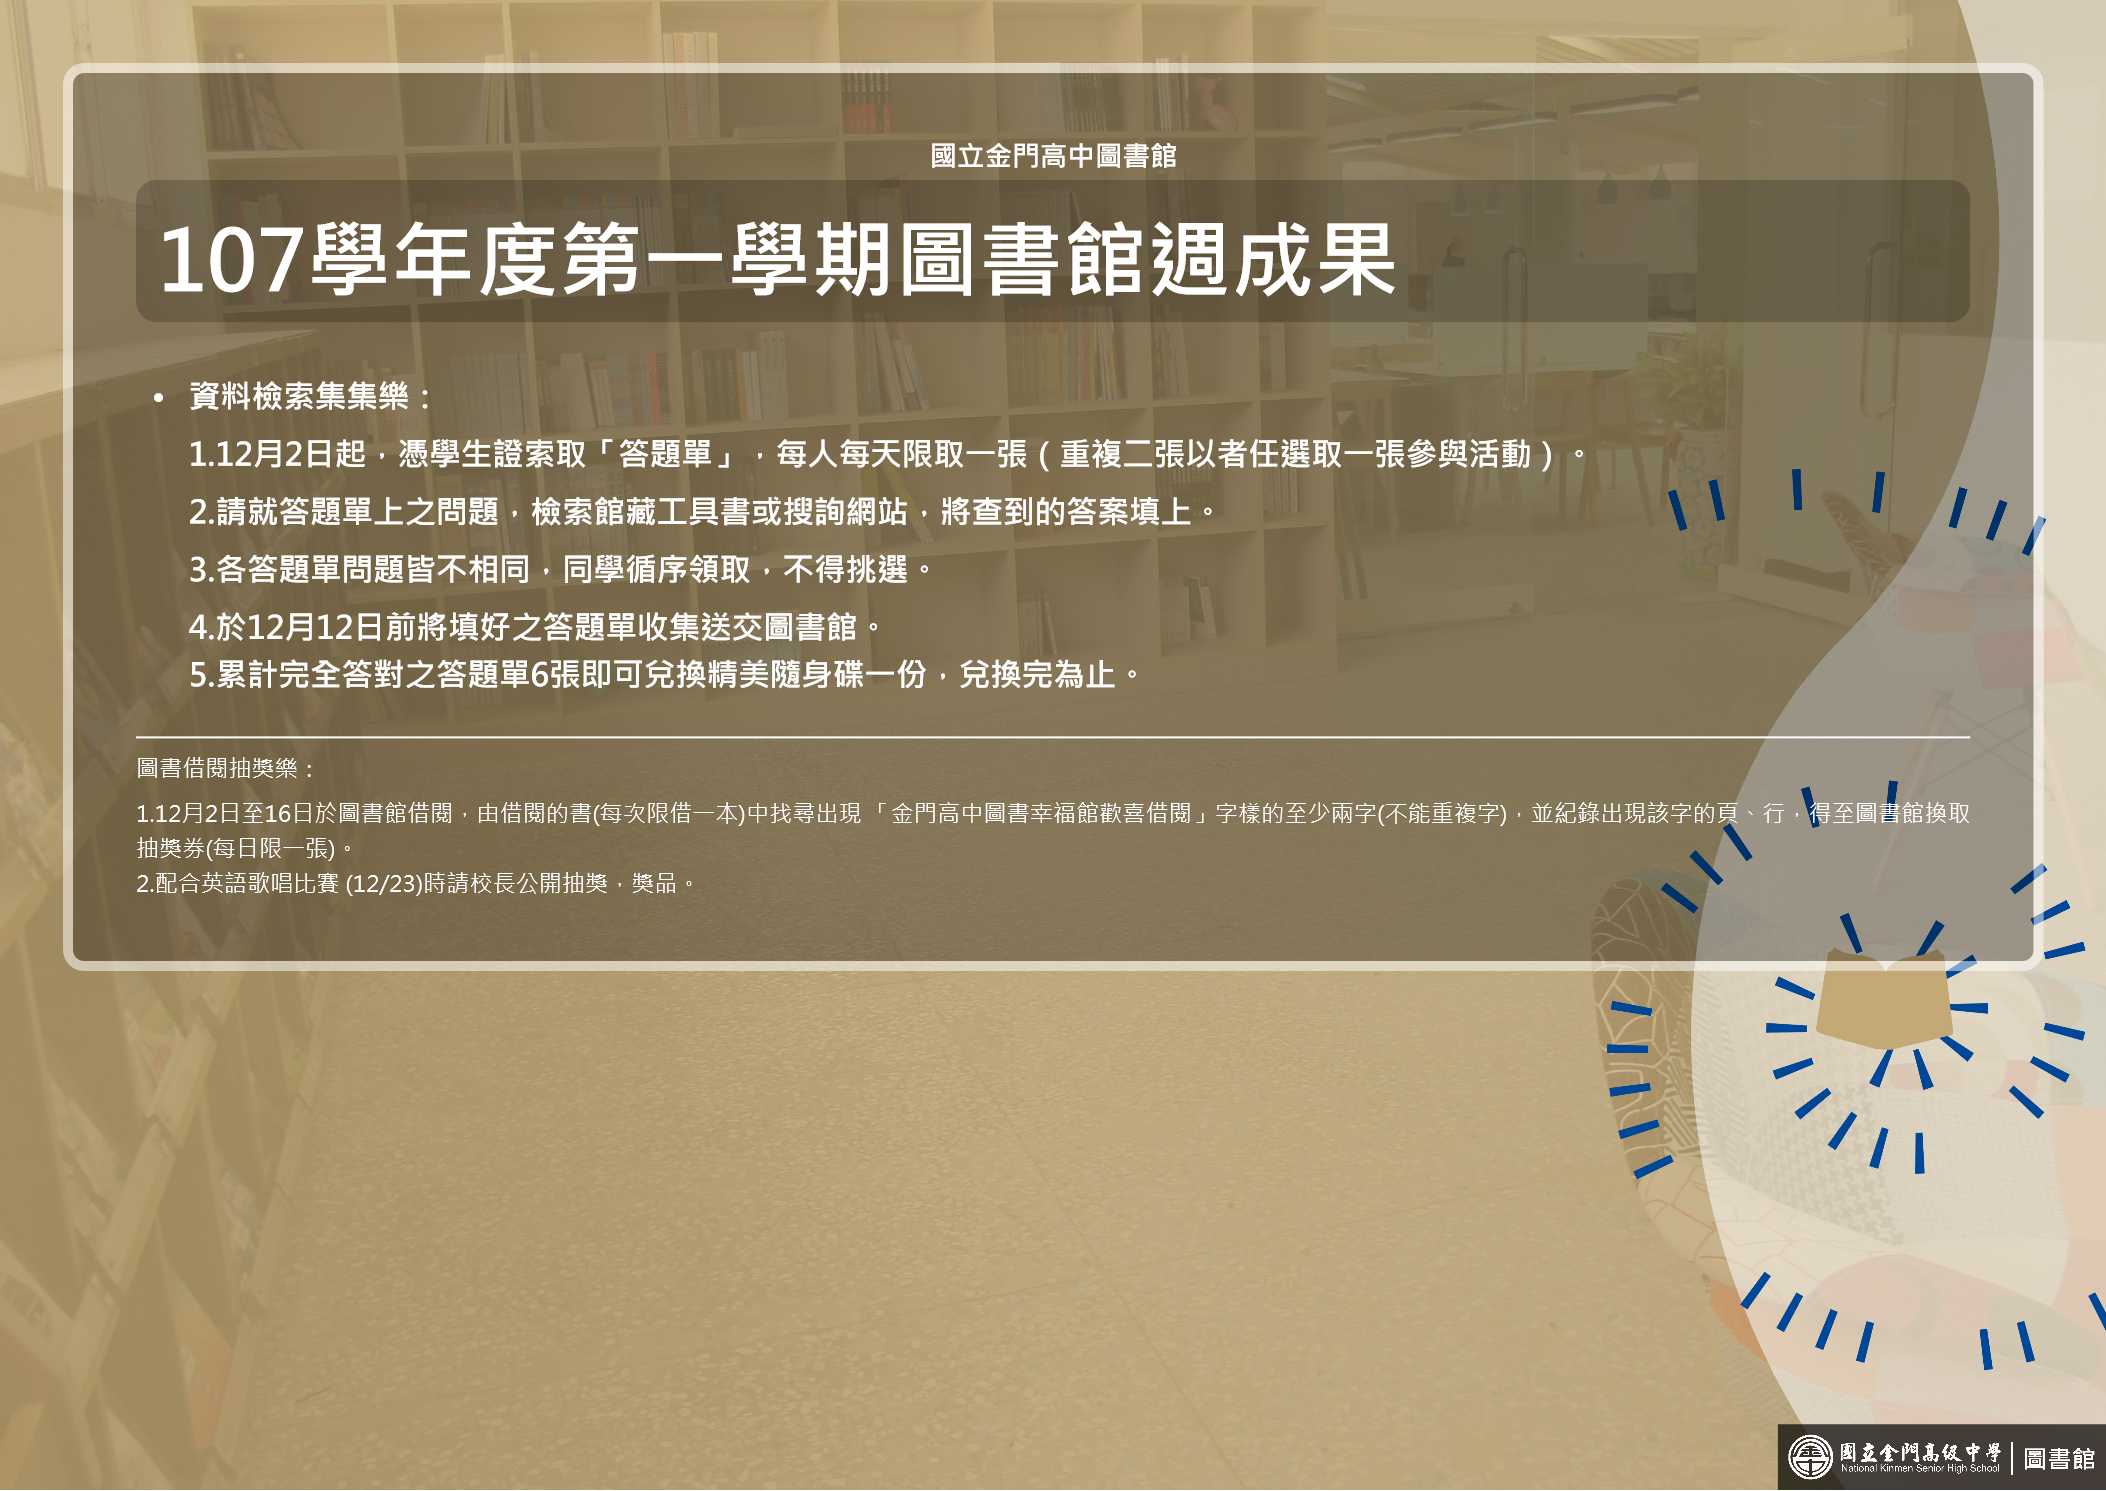 國立金門高中圖書館
107學年度第一學期圖書館週成果
• 資料檢索集集樂：
1.12月2日起，憑學生證索取「答題單」，每人每天限取一張（重複二張以者任選取一張參與活動）。
2.請就答題單上之問題，檢索館藏工具書或搜詢網站，將查到的答案填上。
3.各答題單問題皆不相同，同學循序領取，不得挑選。
4.於12月12日前將填好之答題單收集送交圖書館。
5.累計完全答對之答題單6張即可兌換精美隨身碟一份，兌換完為止。
圖書借閱抽獎樂：
1.12月2日至16日於圖書館借閱，由借閱的書(每次限借一本)中找尋出現「金門高中圖書幸福館歡喜借閱」字樣的至少兩字(不能重複字)，並紀錄出現該字的頁、行，得至圖書館換取
抽獎券(每日限一張)。
2.配合英語歌唱比賽 (12/23)時請校長公開抽獎，獎品。
國立金門高級中學
National Kinmen Senior High School
圖書館